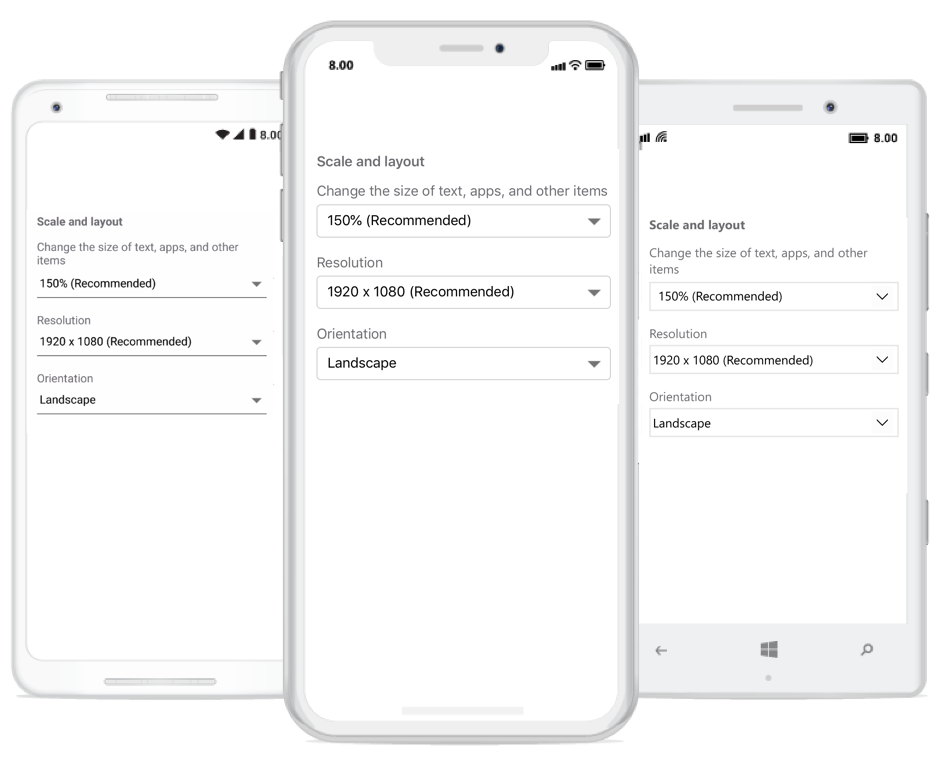 8.00
Scale and layout
Change the size of text, apps, and other
items
150% (Recommended)
Resolution
1920 x 1080 (Recommended)
Orientation
Landscape
8.00
Scale and layout
Change the size of text, apps, and other items
150% (Recommended)
Resolution
1920 x 1080 (Recommended)
Orientation
Landscape
8.00
Scale and layout
Change the size of text, apps, and other
items
150% (Recommended)
Resolution
1920 x 1080 (Recommended)
Orientation
Landscape